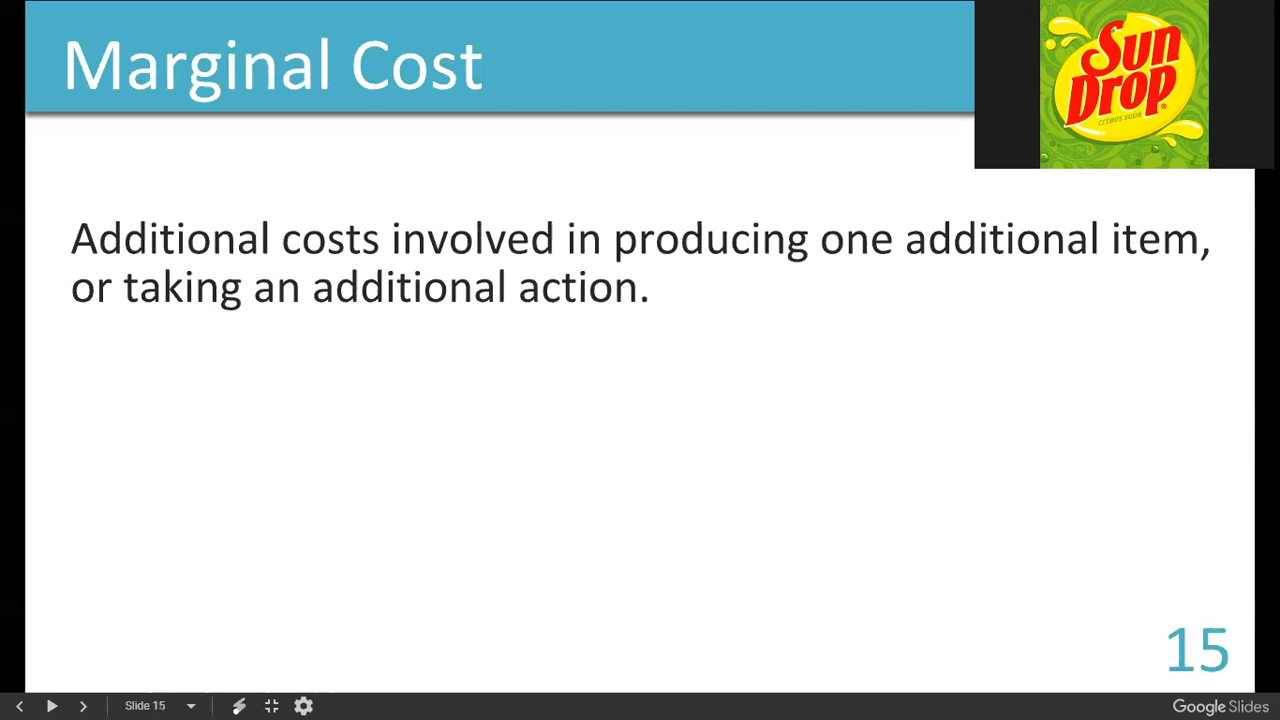 Marginal Cost
Sun
Drop
CITRUS SODA
Additional costs involved in producing one additional item,
or taking an additional action.
15
Slide 15
Google Slides